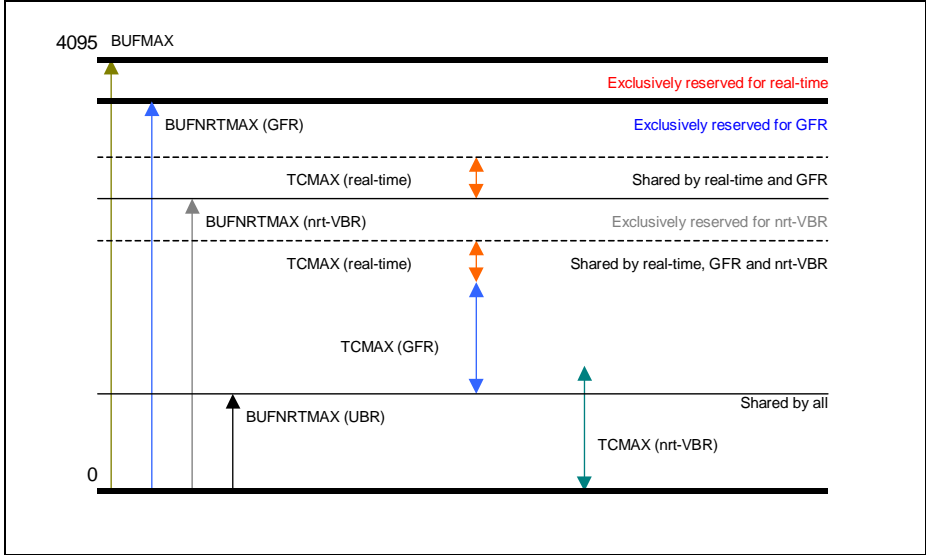 4095 BUFMAX
Exclusively reserved for real-time
BUFNRTMAX (GFR) Exclusively reserved for GFR
TCMAX (real-time) Shared by real-time and GFR
BUFNRTMAX (nrt-VBR) Exclusively reserved for nrt-VBR
TCMAX (real-time) Shared by real-time, GFR and nrt-VBR
TCMAX (GFR)
Shared by all
BUFNRTMAX (UBR)
TCMAX (nrt-VBR)
0